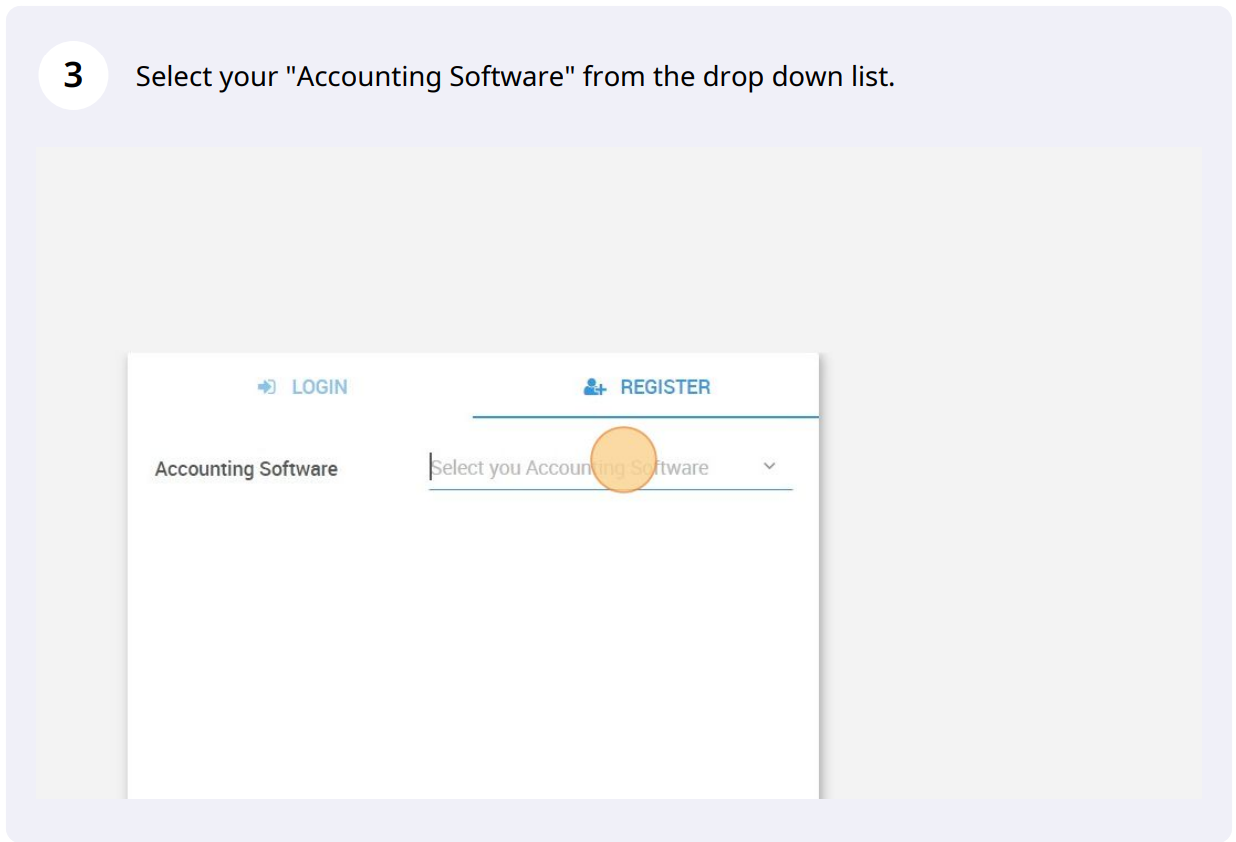 3
Select your "Accounting Software" from the drop down list.
LOGIN
REGISTER
Accounting Software
Select you Accounting Software